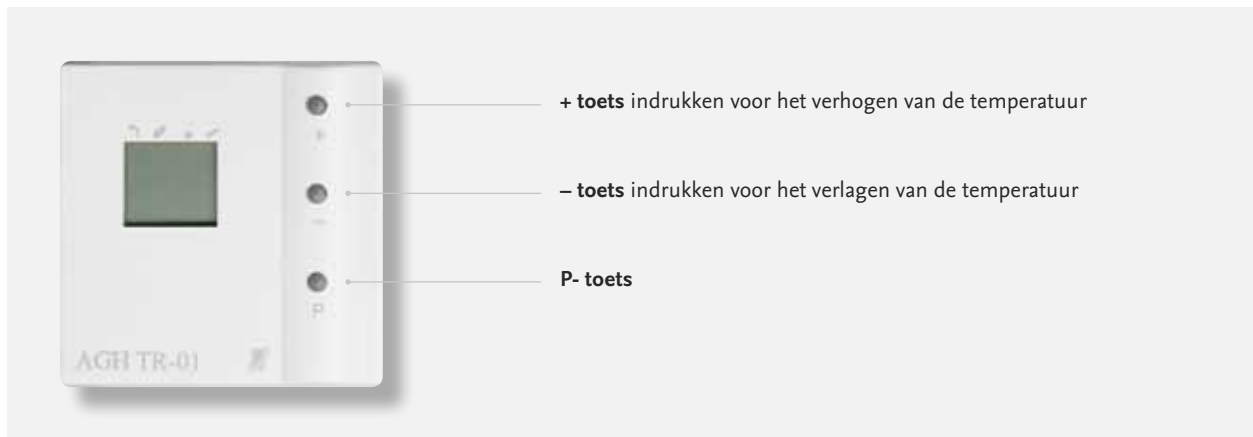 + toets indrukken voor het verhogen van de temperatuur
– toets indrukken voor het verlagen van de temperatuur
P- toets
P
AGH TR-01